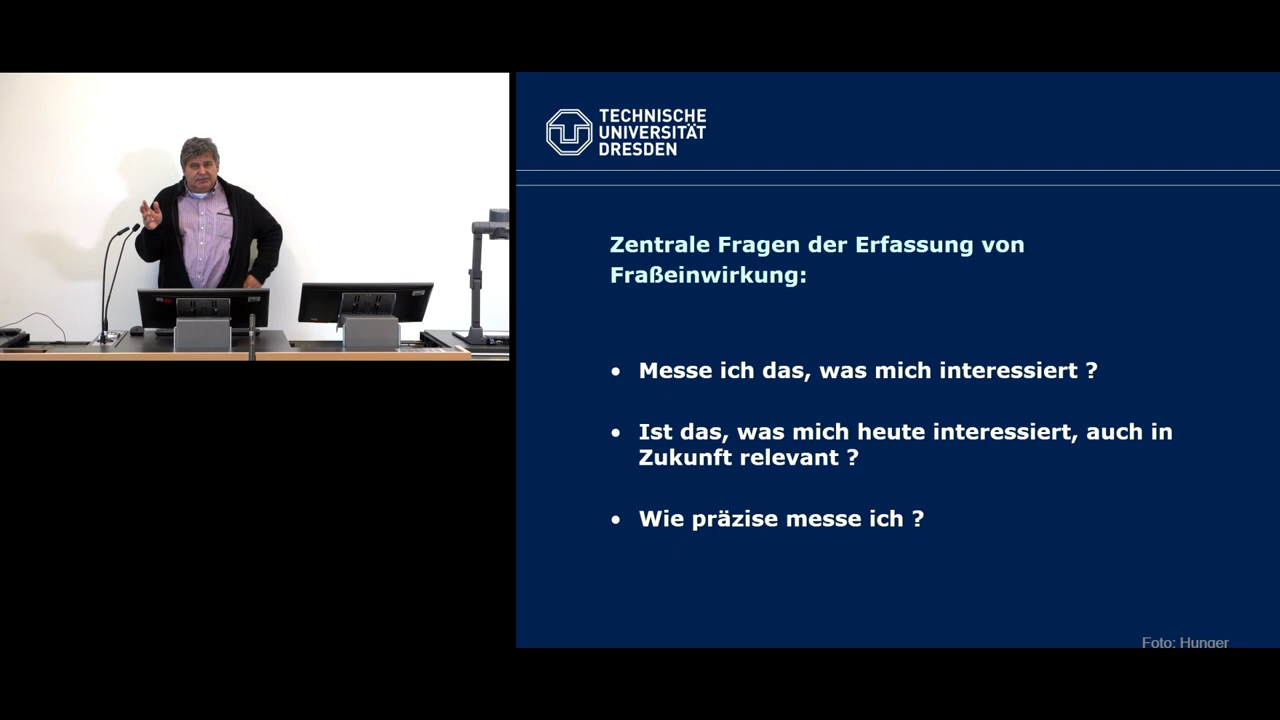 TECHNISCHE
UNIVERSITÄT
DRESDEN
Zentrale Fragen der Erfassung von
Fraßeinwirkung:
• Messe ich das, was mich interessiert ?
• Ist das, was mich heute interessiert, auch in
Zukunft relevant ?
• Wie präzise messe ich ?
Foto: Hunger